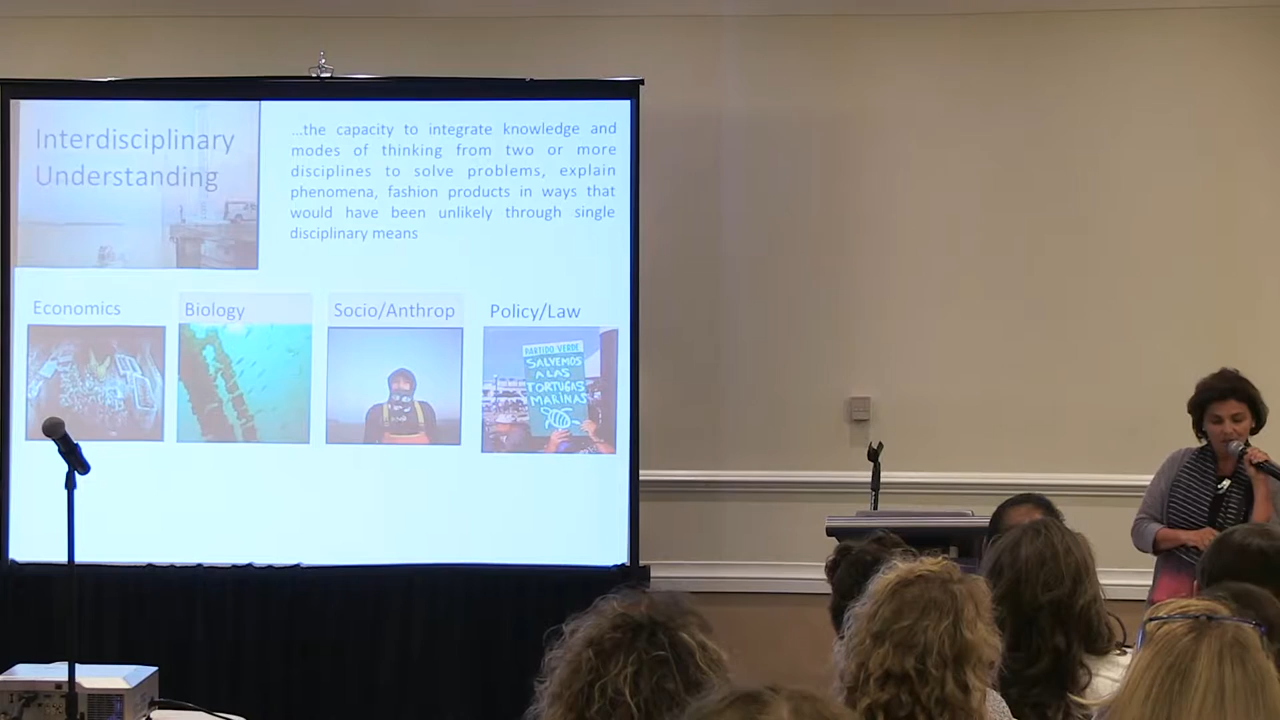 Interdisciplinary
Understanding
...the capacity to integrate knowledge and
modes of thinking from two or more
disciplines to solve problems, explain
phenomena, fashion products in ways that
would have been unlikely through single
disciplinary means
Economics
Biology
Socio/Anthrop
Policy/Law
PARTIDO VERDE
SALVEMOS
A LAS
TORTUGAS
MARINAS